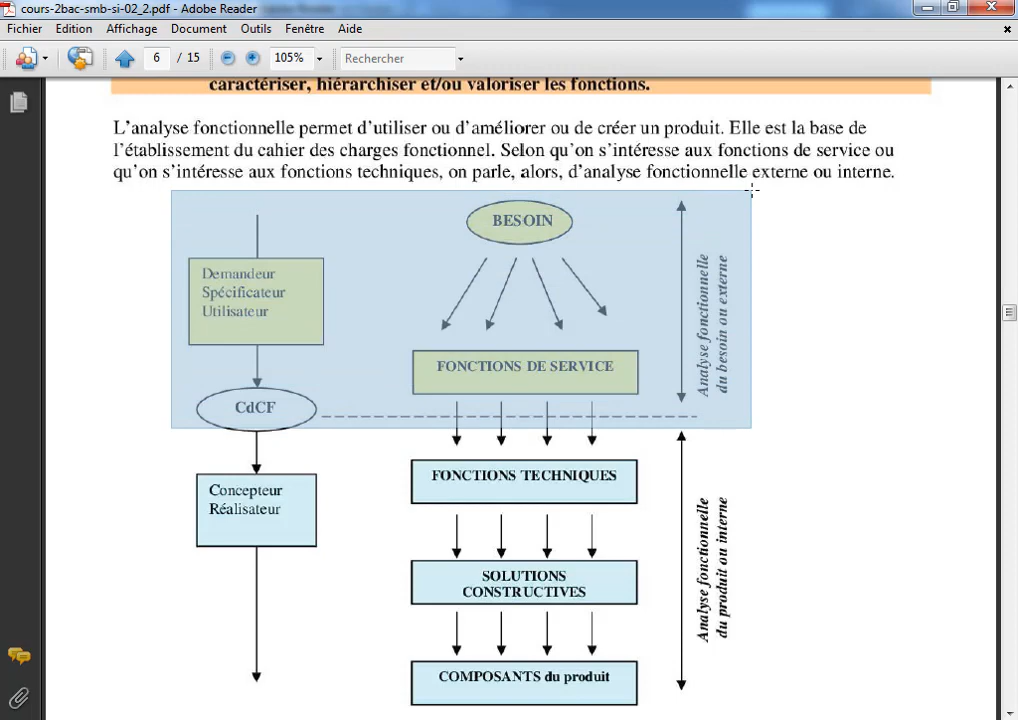 cours-2bac-smb-si-02_2.pdf - Adobe Reader
Fichier Edition Affichage Document Outils Fenêtre Aide
6 / 15 105% Rechercher
caractériser, hiérarchiser et/ou valoriser les fonctions.
L’analyse fonctionnelle permet d’utiliser ou d’améliorer ou de créer un produit. Elle est la base de
l’établissement du cahier des charges fonctionnel. Selon qu’on s’intéresse aux fonctions de service ou
qu’on s’intéresse aux fonctions techniques, on parle, alors, d’analyse fonctionnelle externe ou interne.
BESOIN
Demandeur
Spécificateur
Utilisateur
Analyse fonctionnelle
du besoin ou externe
FONCTIONS DE SERVICE
CdCF
FONCTIONS TECHNIQUES
Concepteur
Réalisateur
Analyse fonctionnelle
du produit ou interne
SOLUTIONS
CONSTRUCTIVES
COMPOSANTS du produit